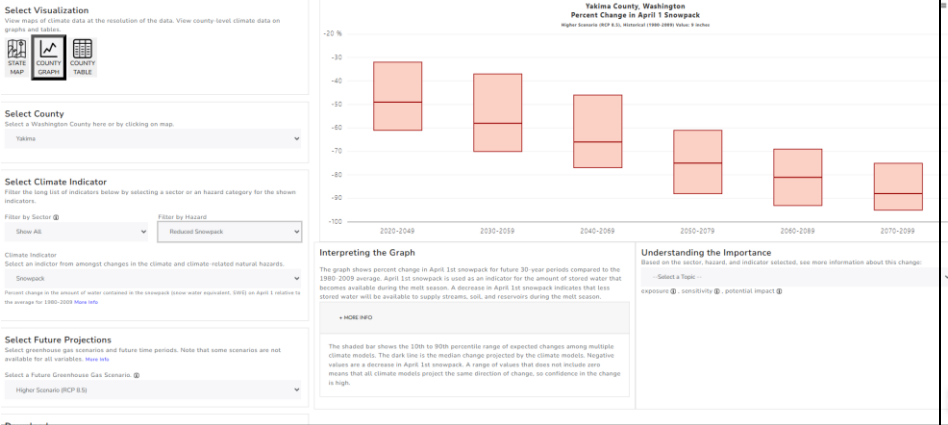 Select Visualization
View maps of climate data at the resolution of the data. View county-level climate data on
graphs and tables.
STATE MAP
COUNTY GRAPH
COUNTY TABLE
Select County
Select a Washington County here or by clicking on map.
Yakima
Select Climate Indicator
Filter the long list of indicators below by selecting a sector or an hazard category for the shown
indicators.
Filter by Sector
Filter by Hazard
Show All
Reduced Snowpack
Climate Indicator
Select an indictor from amongst changes in the climate and climate-related natural hazards.
Snowpack
Percent change in the amount of water contained in the snowpack (snow water equivalent, SWE) on April 1 relative to
the average for 1980-2009 More Info
Select Future Projections
Select greenhouse gas scenarios and future time periods. Note that some scenarios are not
available for all variables. More Info
Select a Future Greenhouse Gas Scenario.
Higher Scenario (RCP 8.5)
Yakima County, Washington
Percent Change in April 1 Snowpack
Higher Scenario (RCP 8.5), Historical (1980-2009) Value: 9 inches
-20 %
-30
-40
-50
-60
-70
-80
-90
-100
2020-2049
2030-2059
2040-2069
2050-2079
2060-2089
2070-2099
Interpreting the Graph
The graph shows percent change in April 1st snowpack for future 30-year periods compared to the
1980-2009 average. April 1st snowpack is used as an indicator for the amount of stored water that
becomes available during the melt season. A decrease in April 1st snowpack indicates that less
stored water will be available to supply streams, soil, and reservoirs during the melt season.
+ MORE INFO
The shaded bar shows the 10th to 90th percentile range of expected changes among multiple
climate models. The dark line is the median change projected by the climate models. Negative
values are a decrease in April 1st snowpack. A range of values that does not include zero
means that all climate models project the same direction of change, so confidence in the change
is high.
Understanding the Importance
Based on the sector, hazard, and indicator selected, see more information about this change:
---Select a Topic ---
exposure , sensitivity , potential impact